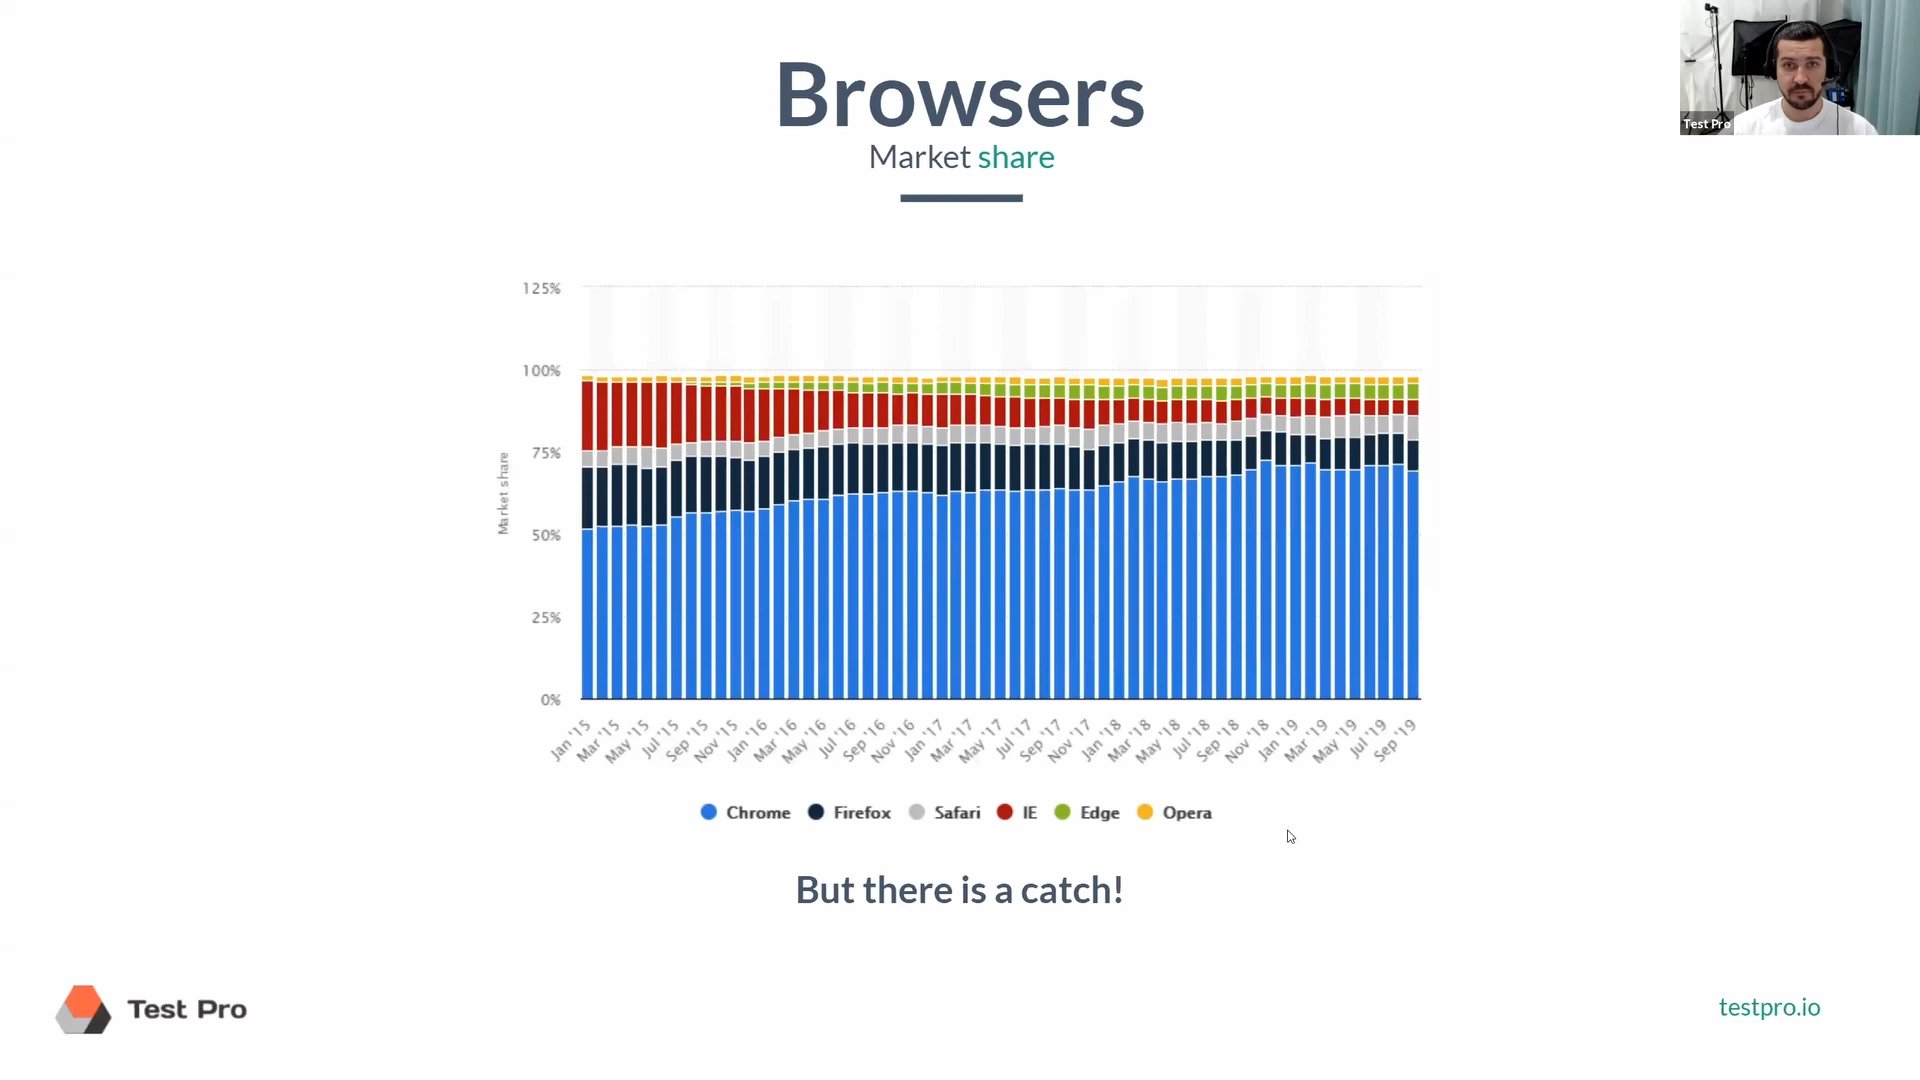 Browsers
Market share
Test Pro
125%
100%
75%
50%
25%
0%
Market share
Jan '15
Mar '15
May '15
Jul '15
Sep '15
Nov '15
Jan '16
Mar '16
May '16
Jul '16
Sep '16
Nov '16
Jan '17
Mar '17
May '17
Jul '17
Sep '17
Nov '17
Jan '18
Mar '18
May '18
Jul '18
Sep '18
Nov '18
Jan '19
Mar '19
May '19
Jul '19
Sep '19
Chrome Firefox Safari IE Edge Opera
But there is a catch!
Test Pro
testpro.io